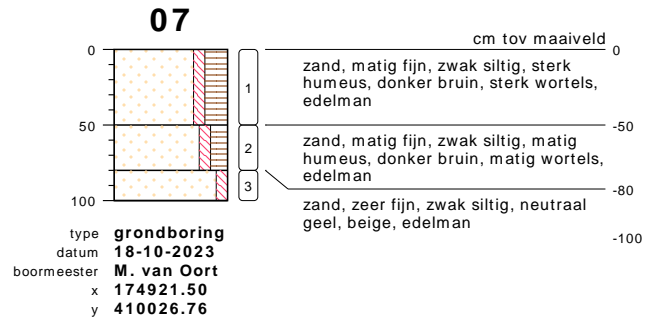 07
cm tov maaiveld
0
0
zand, matig fijn, zwak siltig, sterk
humeus, donker bruin, sterk wortels,
edelman
1
50
-50
zand, matig fijn, zwak siltig, matig
humeus, donker bruin, matig wortels,
edelman
2
-80
3
zand, zeer fijn, zwak siltig, neutraal
geel, beige, edelman
100
-100
type grondboring
datum 18-10-2023
boormeester M. van Oort
x 174921.50
y 410026.76